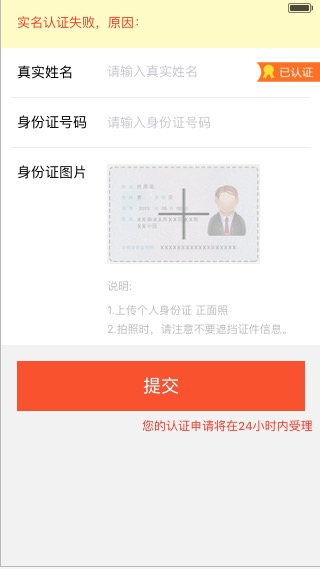 实名认证失败，原因：
真实姓名
请输入真实姓名
已认证
身份证号码
请输入身份证号码
身份证图片
说明:
1.上传个人身份证 正面照
2.拍照时，请注意不要遮挡证件信息。
提交
您的认证申请将在24小时内受理